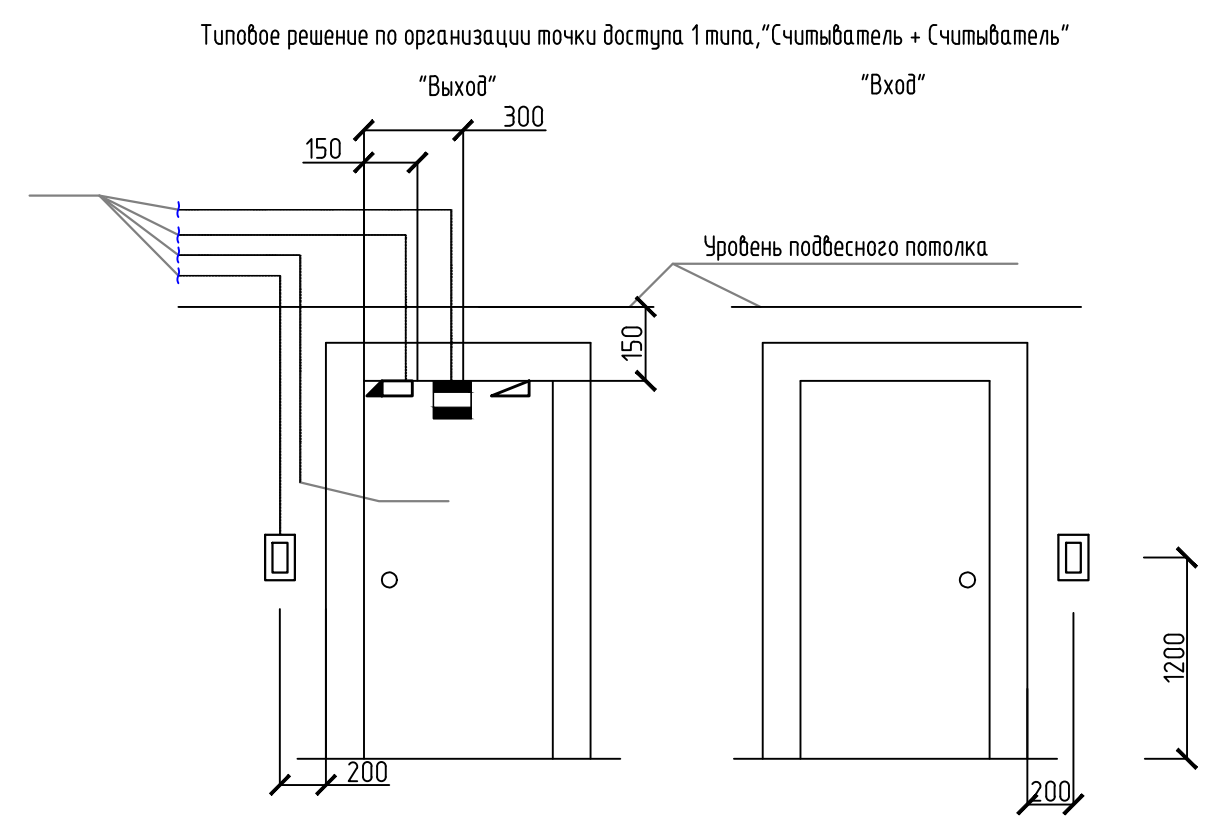 Типовое решение по организации точки доступа 1 типа,"Считыватель + Считыватель"
"Выход"
"Вход"
300
150
Уровень подвесного потолка
150
1200
200
200